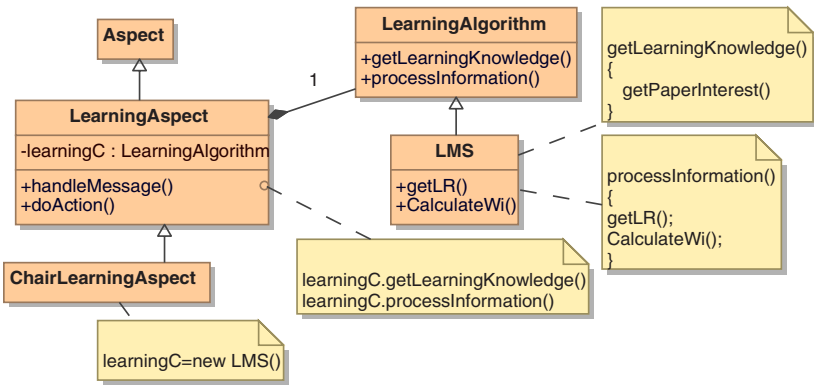 Aspect
LearningAspect
-learningC : LearningAlgorithm
+handleMessage()
+doAction()
ChairLearningAspect
learningC=new LMS()
1
LearningAlgorithm
+getLearningKnowledge()
+processInformation()
LMS
+getLR()
+CalculateWi()
learningC.getLearningKnowledge()
learningC.processInformation()
getLearningKnowledge()
{
getPaperInterest()
}
processInformation()
{
getLR();
CalculateWi();
}